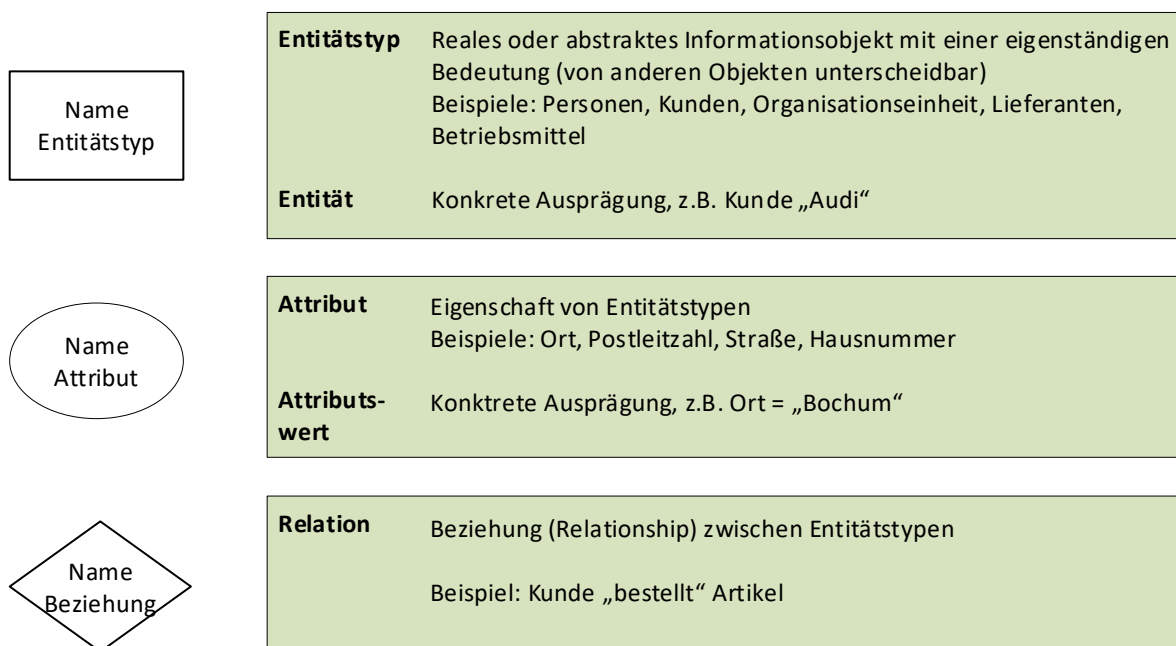 Name
Entitätstyp
Entitätstyp Reales oder abstraktes Informationsobjekt mit einer eigenständigen
Bedeutung (von anderen Objekten unterscheidbar)
Beispiele: Personen, Kunden, Organisationseinheit, Lieferanten,
Betriebsmittel
Entität Konkrete Ausprägung, z.B. Kunde „Audi“
Name
Attribut
Attribut Eigenschaft von Entitätstypen
Beispiele: Ort, Postleitzahl, Straße, Hausnummer
Attributs- Konktrete Ausprägung, z.B. Ort = „Bochum“
wert
Name
Beziehung
Relation Beziehung (Relationship) zwischen Entitätstypen
Beispiel: Kunde „bestellt“ Artikel